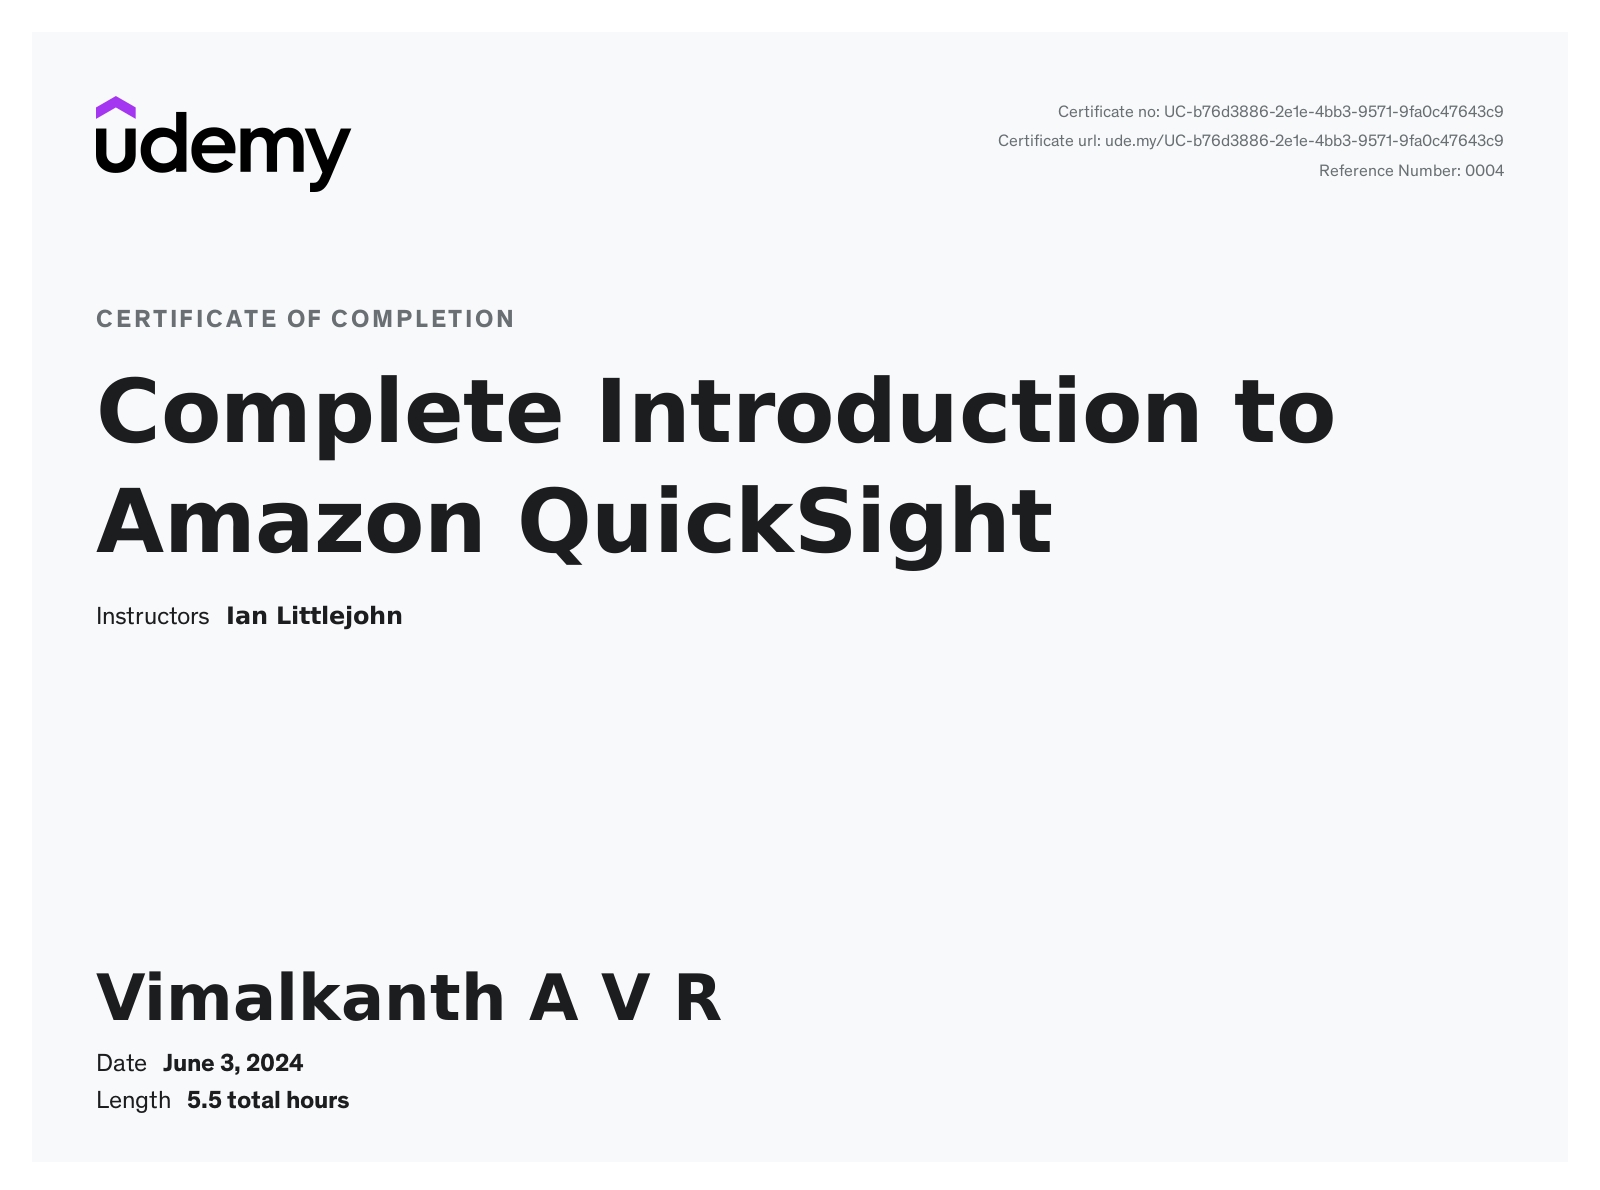 udemy
Certificate no: UC-b76d3886-2e1e-4bb3-9571-9fa0c47643c9
Certificate url: ude.my/UC-b76d3886-2e1e-4bb3-9571-9fa0c47643c9
Reference Number: 0004
CERTIFICATE OF COMPLETION
Complete Introduction to
Amazon QuickSight
Instructors Ian Littlejohn
Vimalkanth A V R
Date June 3, 2024
Length 5.5 total hours